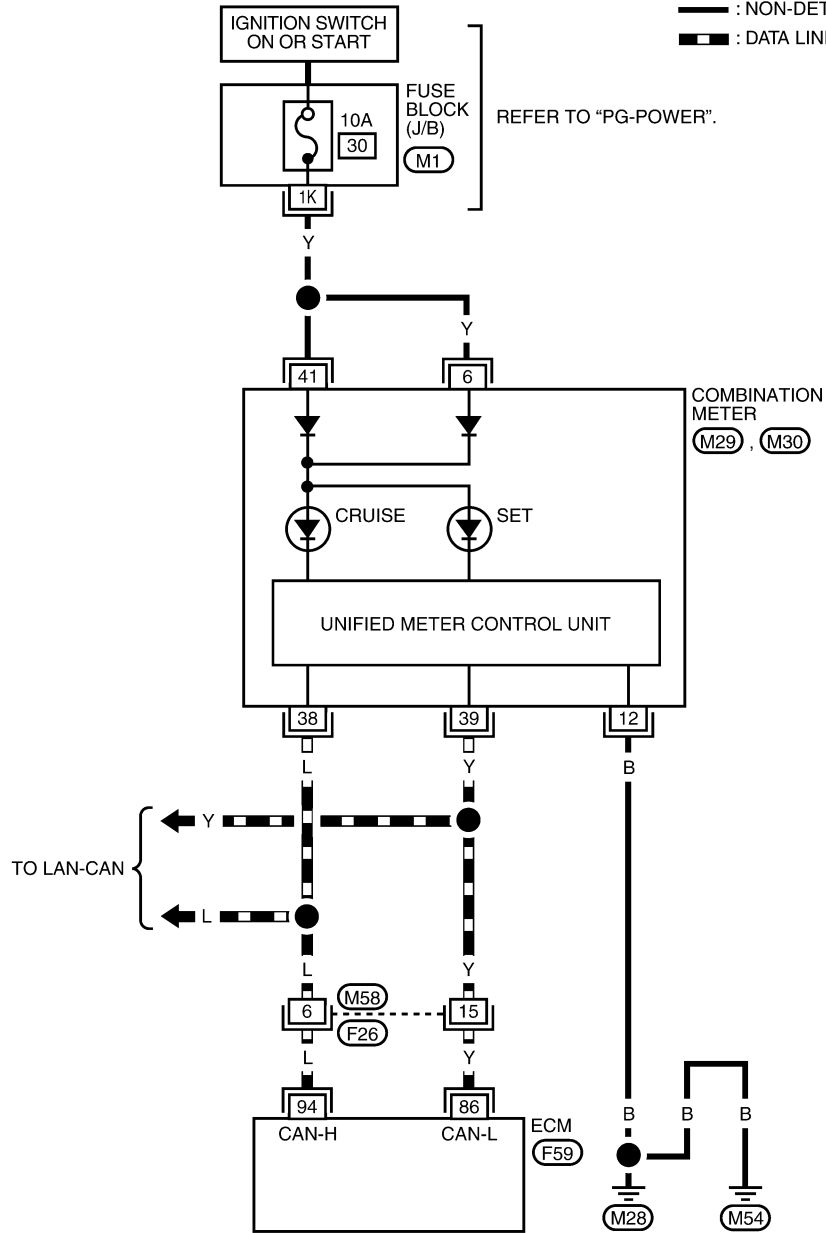 IGNITION SWITCH
ON OR START
: NON-DET
: DATA LIN
FUSE
BLOCK
(J/B)
M1
10A
30
REFER TO “PG-POWER”.
1K
Y
Y
41
6
COMBINATION
METER
M29 , M30
CRUISE
SET
UNIFIED METER CONTROL UNIT
38
39
12
L
Y
B
Y
TO LAN-CAN
L
L
Y
6
M58
15
F26
L
Y
B
B
B
94
86
CAN-H
CAN-L
ECM
F59
M28
M54